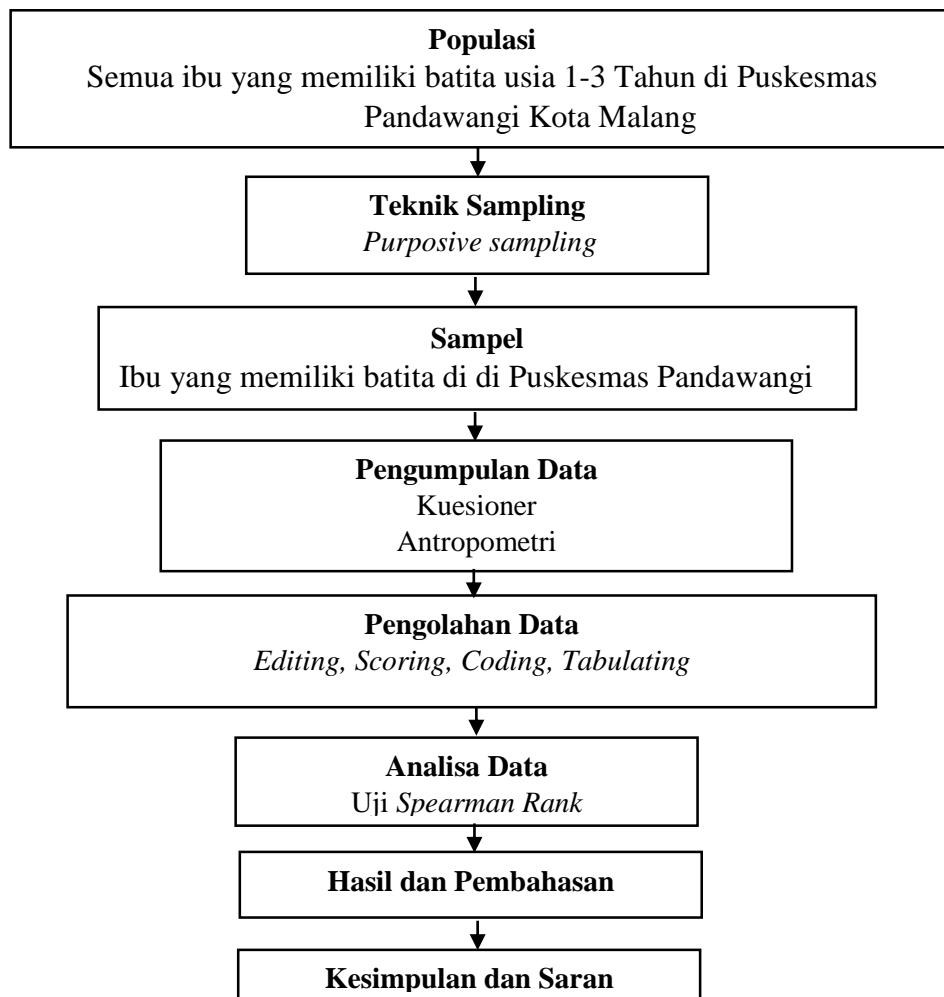 Populasi
Semua ibu yang memiliki batita usia 1-3 Tahun di Puskesmas
Pandawangi Kota Malang
Teknik Sampling
Purposive sampling
Sampel
Ibu yang memiliki batita di di Puskesmas Pandawangi
Pengumpulan Data
Kuesioner
Antropometri
Pengolahan Data
Editing, Scoring, Coding, Tabulating
Analisa Data
Uji Spearman Rank
Hasil dan Pembahasan
Kesimpulan dan Saran